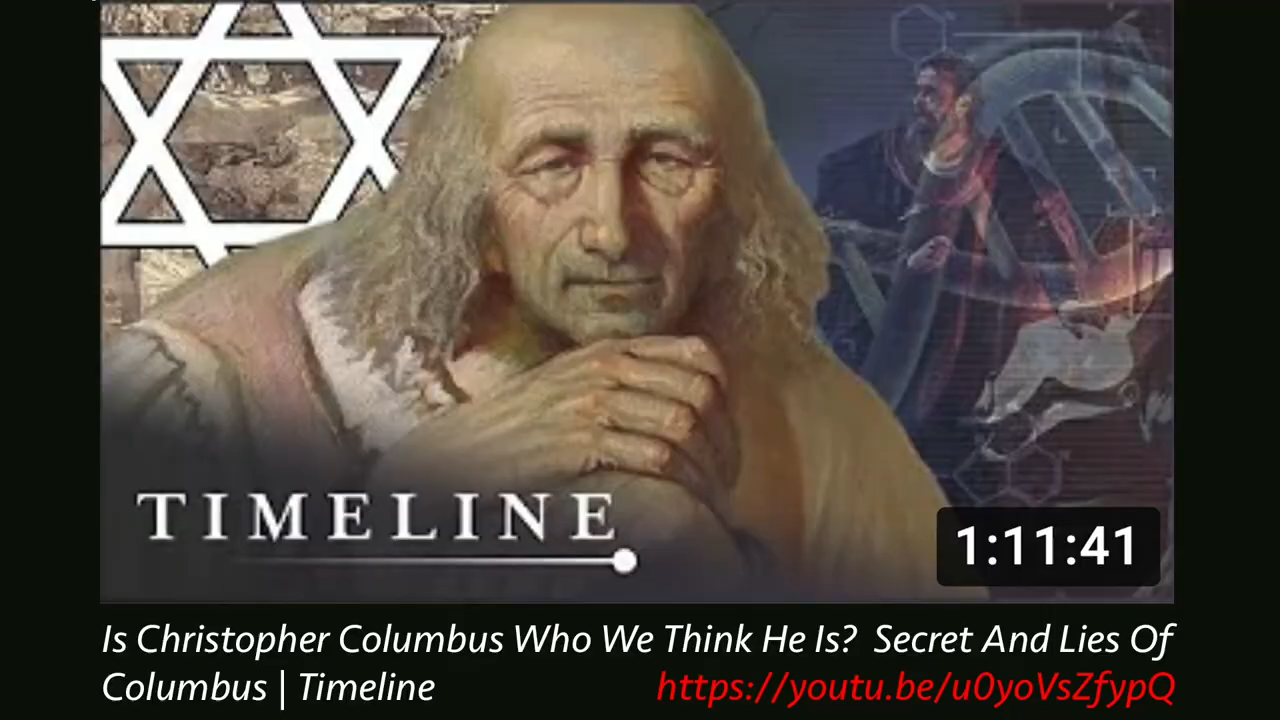 TIMELINE
1:11:41
Is Christopher Columbus Who We Think He Is? Secret And Lies Of
Columbus | Timeline https://youtu.be/u0yoVsZfypQ